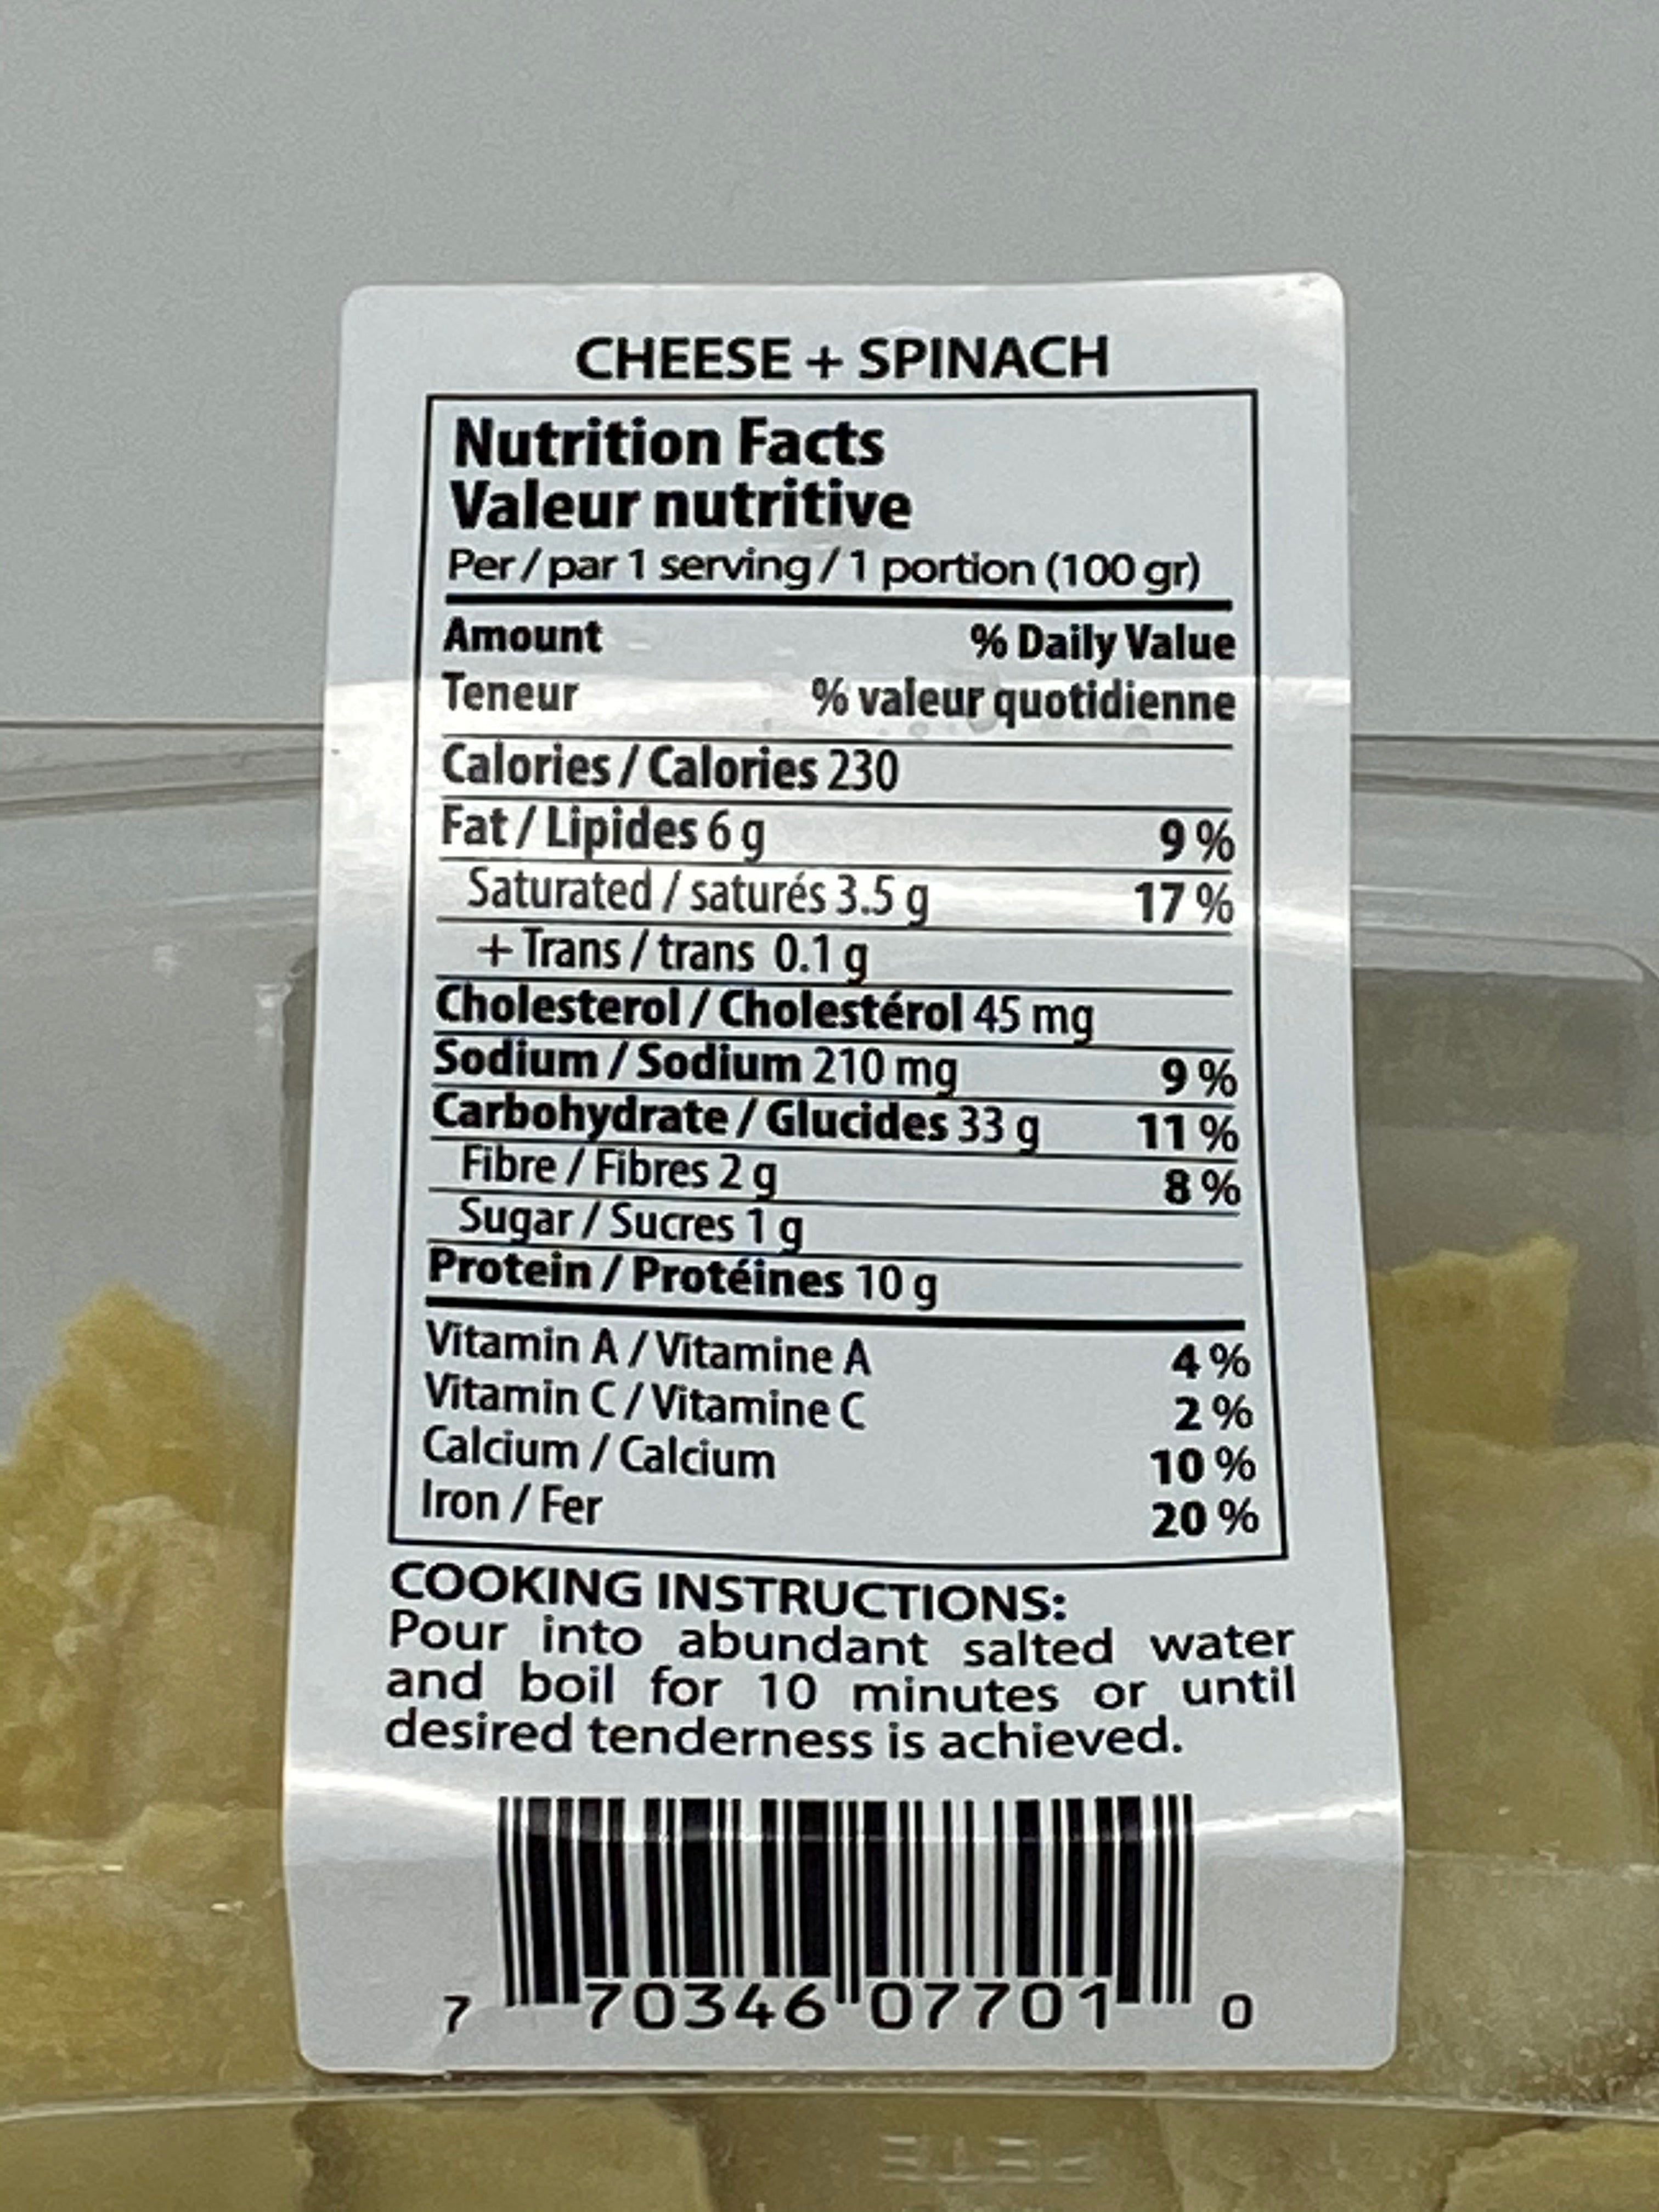 CHEESE + SPINACH
Nutrition Facts
Valeur nutritive
Per / par 1 serving / 1 portion (100 gr)
Amount % Daily Value
Teneur % valeur quotidienne
Calories / Calories 230
Fat / Lipides 6 g 9 %
Saturated / saturés 3.5 g 17 %
+ Trans / trans 0.1 g
Cholesterol / Cholestérol 45 mg
Sodium / Sodium 210 mg 9 %
Carbohydrate / Glucides 33 g 11 %
Fibre / Fibres 2 g 8 %
Sugar / Sucres 1 g
Protein / Protéines 10 g
Vitamin A / Vitamine A 4 %
Vitamin C / Vitamine C 2 %
Calcium / Calcium 10 %
Iron / Fer 20 %
COOKING INSTRUCTIONS:
Pour into abundant salted water
and boil for 10 minutes or until
desired tenderness is achieved.
7 70346 07701 0